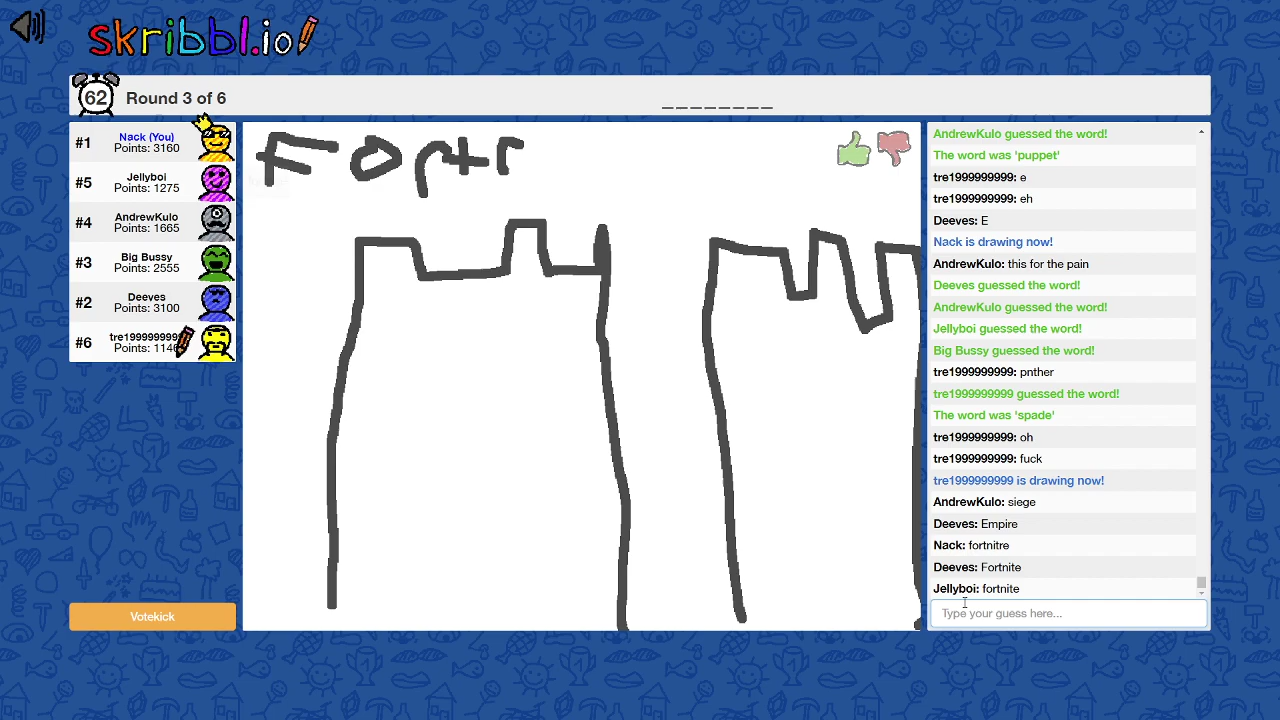 skribbl.io
62
Round 3 of 6
________
#1
Nack (You)
Points: 3160
#5
Jellyboi
Points: 1275
#4
AndrewKulo
Points: 1665
#3
Big Bussy
Points: 2555
#2
Deeves
Points: 3100
#6
tre1999999999
Points: 1140
Votekick
Fortr
AndrewKulo guessed the word!
The word was 'puppet'
tre1999999999: e
tre1999999999: eh
Deeves: E
Nack is drawing now!
AndrewKulo: this for the pain
Deeves guessed the word!
AndrewKulo guessed the word!
Jellyboi guessed the word!
Big Bussy guessed the word!
tre1999999999: pnther
tre1999999999 guessed the word!
The word was 'spade'
tre1999999999: oh
tre1999999999: fuck
tre1999999999 is drawing now!
AndrewKulo: siege
Deeves: Empire
Nack: fortnitre
Deeves: Fortnite
Jellyboi: fortnite
Type your guess here...